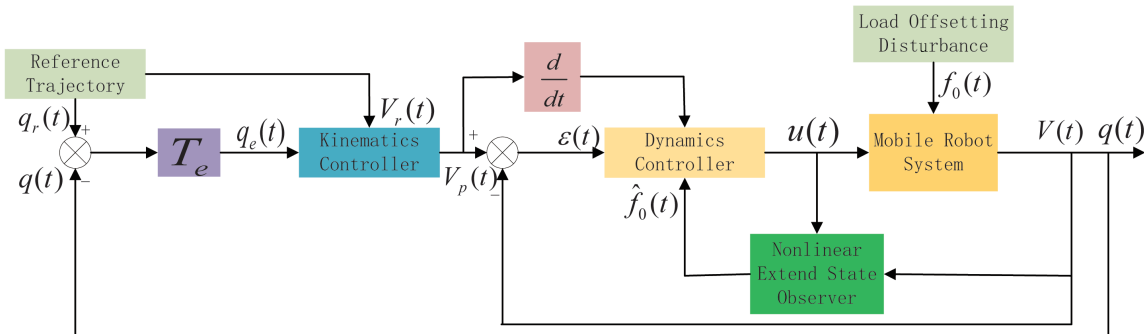 Reference
Trajectory
q_r(t)
+
q(t)
−
T_e
q_e(t)
V_r(t)
Kinematics
Controller
V_p(t)
+
−
d
dt
ε(t)
Dynamics
Controller
f̂_0(t)
u(t)
Load Offsetting
Disturbance
f_0(t)
Mobile Robot
System
V(t)
q(t)
Nonlinear
Extend State
Observer